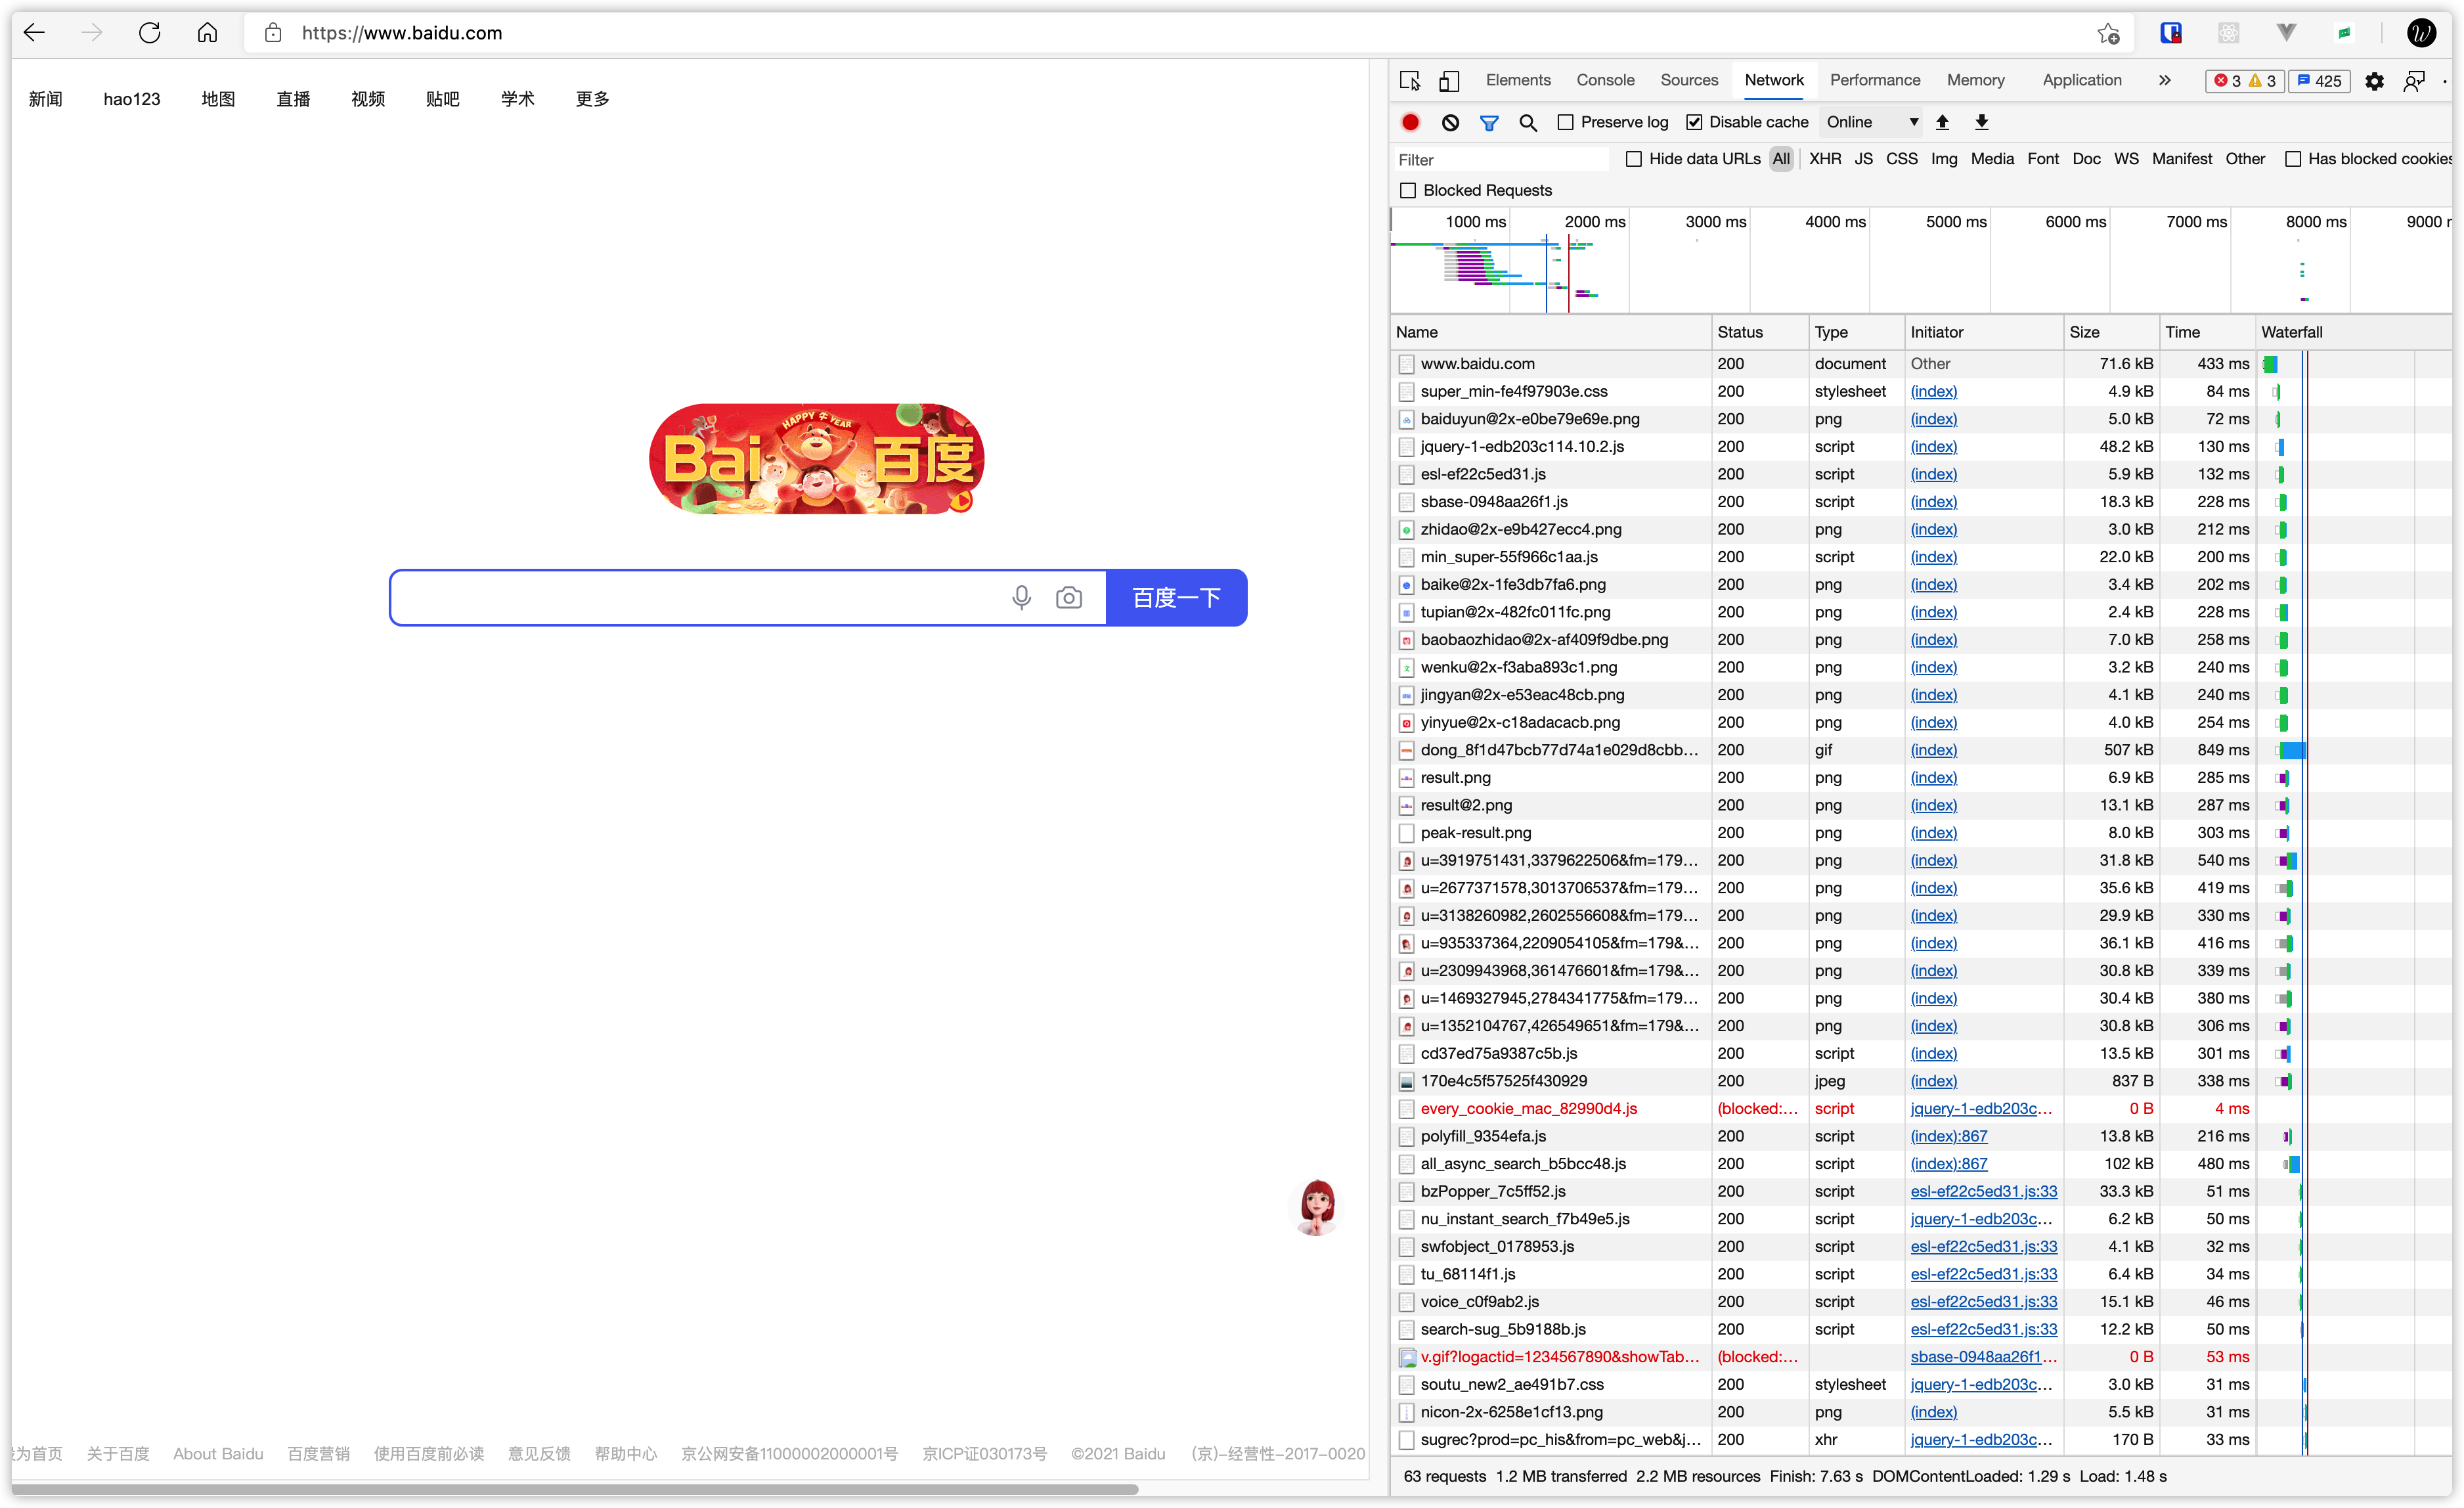 https://www.baidu.com
新闻 hao123 地图 直播 视频 贴吧 学术 更多
HAPPY 牛 YEAR
Bai 百度
百度一下
为首页 关于百度 About Baidu 百度营销 使用百度前必读 意见反馈 帮助中心 京公网安备11000002000001号 京ICP证030173号 ©2021 Baidu (京)-经营性-2017-0020
Elements Console Sources Network Performance Memory Application 3 3 425
Preserve log Disable cache Online
Filter Hide data URLs All XHR JS CSS Img Media Font Doc WS Manifest Other Has blocked cookies
Blocked Requests
1000 ms 2000 ms 3000 ms 4000 ms 5000 ms 6000 ms 7000 ms 8000 ms 9000
Name Status Type Initiator Size Time Waterfall
www.baidu.com 200 document Other 71.6 kB 433 ms
super_min-fe4f97903e.css 200 stylesheet (index) 4.9 kB 84 ms
baiduyun@2x-e0be79e69e.png 200 png (index) 5.0 kB 72 ms
jquery-1-edb203c114.10.2.js 200 script (index) 48.2 kB 130 ms
esl-ef22c5ed31.js 200 script (index) 5.9 kB 132 ms
sbase-0948aa26f1.js 200 script (index) 18.3 kB 228 ms
zhidao@2x-e9b427ecc4.png 200 png (index) 3.0 kB 212 ms
min_super-55f966c1aa.js 200 script (index) 22.0 kB 200 ms
baike@2x-1fe3db7fa6.png 200 png (index) 3.4 kB 202 ms
tupian@2x-482fc011fc.png 200 png (index) 2.4 kB 228 ms
baobaozhidao@2x-af409f9dbe.png 200 png (index) 7.0 kB 258 ms
wenku@2x-f3aba893c1.png 200 png (index) 3.2 kB 240 ms
jingyan@2x-e53eac48cb.png 200 png (index) 4.1 kB 240 ms
yinyue@2x-c18adacacb.png 200 png (index) 4.0 kB 254 ms
dong_8f1d47bcb77d74a1e029d8cbb... 200 gif (index) 507 kB 849 ms
result.png 200 png (index) 6.9 kB 285 ms
result@2.png 200 png (index) 13.1 kB 287 ms
peak-result.png 200 png (index) 8.0 kB 303 ms
u=3919751431,3379622506&fm=179... 200 png (index) 31.8 kB 540 ms
u=2677371578,3013706537&fm=179... 200 png (index) 35.6 kB 419 ms
u=3138260982,2602556608&fm=179... 200 png (index) 29.9 kB 330 ms
u=935337364,2209054105&fm=179&... 200 png (index) 36.1 kB 416 ms
u=2309943968,361476601&fm=179&... 200 png (index) 30.8 kB 339 ms
u=1469327945,2784341775&fm=179... 200 png (index) 30.4 kB 380 ms
u=1352104767,426549651&fm=179&... 200 png (index) 30.8 kB 306 ms
cd37ed75a9387c5b.js 200 script (index) 13.5 kB 301 ms
170e4c5f57525f430929 200 jpeg (index) 837 B 338 ms
every_cookie_mac_82990d4.js (blocked:... script jquery-1-edb203c... 0 B 4 ms
polyfill_9354efa.js 200 script (index):867 13.8 kB 216 ms
all_async_search_b5bcc48.js 200 script (index):867 102 kB 480 ms
bzPopper_7c5ff52.js 200 script esl-ef22c5ed31.js:33 33.3 kB 51 ms
nu_instant_search_f7b49e5.js 200 script jquery-1-edb203c... 6.2 kB 50 ms
swfobject_0178953.js 200 script esl-ef22c5ed31.js:33 4.1 kB 32 ms
tu_68114f1.js 200 script esl-ef22c5ed31.js:33 6.4 kB 34 ms
voice_c0f9ab2.js 200 script esl-ef22c5ed31.js:33 15.1 kB 46 ms
search-sug_5b9188b.js 200 script esl-ef22c5ed31.js:33 12.2 kB 50 ms
v.gif?logactid=1234567890&showTab... (blocked:... sbase-0948aa26f1... 0 B 53 ms
soutu_new2_ae491b7.css 200 stylesheet jquery-1-edb203c... 3.0 kB 31 ms
nicon-2x-6258e1cf13.png 200 png (index) 5.5 kB 31 ms
sugrec?prod=pc_his&from=pc_web&j... 200 xhr jquery-1-edb203c... 170 B 33 ms
63 requests 1.2 MB transferred 2.2 MB resources Finish: 7.63 s DOMContentLoaded: 1.29 s Load: 1.48 s